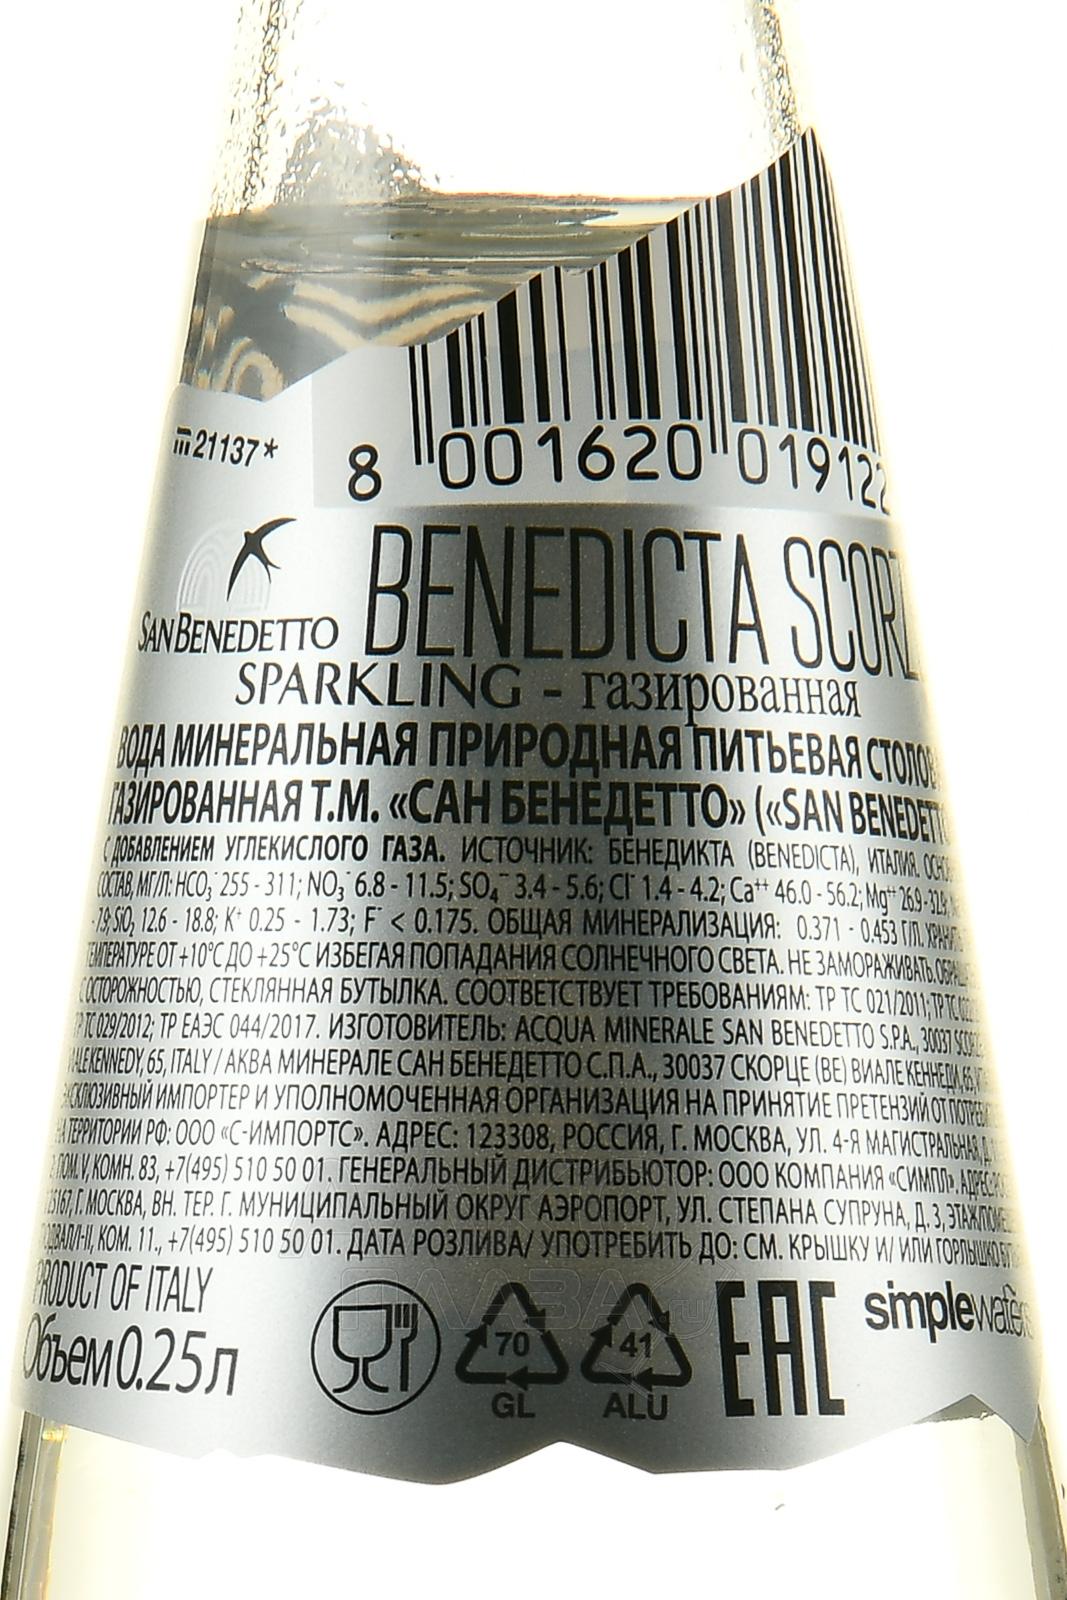 21137*
8 001620 019122
BENEDICTA
SAN BENEDETTO
SPARKLING - газированная
ВОДА МИНЕРАЛЬНАЯ ПРИРОДНАЯ ПИТЬЕВАЯ
ГАЗИРОВАННАЯ Т.М. «САН БЕНЕДЕТТО» («SAN
С ДОБАВЛЕНИЕМ УГЛЕКИСЛОГО ГАЗА. ИСТОЧНИК: БЕНЕДИКТА (BENEDICTA), ИТАЛИЯ.
СОСТАВ, МГ/Л: HCO₃⁻ 255 - 311; NO₃⁻ 6.8 - 11.5; SO₄⁻⁻ 3.4 - 5.6; Cl⁻ 1.4 - 4.2; Ca⁺⁺ 46.0 - 56.2; Mg⁺⁺ 26.9 - 32.9;
- 7.9; SiO₂ 12.6 - 18.8; K⁺ 0.25 - 1.73; F⁻ < 0.175. ОБЩАЯ МИНЕРАЛИЗАЦИЯ: 0.371 - 0.453 Г/Л.
ОТ +10°С ДО +25°С ИЗБЕГАЯ ПОПАДАНИЯ СОЛНЕЧНОГО СВЕТА. НЕ ЗАМОРАЖИВАТЬ.
С ОСТОРОЖНОСТЬЮ, СТЕКЛЯННАЯ БУТЫЛКА. СООТВЕТСТВУЕТ ТРЕБОВАНИЯМ: ТР ТС 021/2011; ТР ТС
ТР ТС 029/2012; ТР ЕАЭС 044/2017. ИЗГОТОВИТЕЛЬ: ACQUA MINERALE SAN BENEDETTO S.P.A., 30037
KENNEDY, 65, ITALY / АКВА МИНЕРАЛЕ САН БЕНЕДЕТТО С.П.А., 30037 СКОРЦЕ (ВЕ) ВИАЛЕ КЕННЕДИ, 65,
ЭКСКЛЮЗИВНЫЙ ИМПОРТЕР И УПОЛНОМОЧЕННАЯ ОРГАНИЗАЦИЯ НА ПРИНЯТИЕ ПРЕТЕНЗИЙ ОТ
НА ТЕРРИТОРИИ РФ: ООО «С-ИМПОРТС». АДРЕС: 123308, РОССИЯ, Г. МОСКВА, УЛ. 4-Я МАГИСТРАЛЬНАЯ,
ПОМ. V, КОМН. 83, +7(495) 510 50 01. ГЕНЕРАЛЬНЫЙ ДИСТРИБЬЮТОР: ООО КОМПАНИЯ «СИМПЛ». АДРЕС:
Г. МОСКВА, ВН. ТЕР. Г. МУНИЦИПАЛЬНЫЙ ОКРУГ АЭРОПОРТ, УЛ. СТЕПАНА СУПРУНА, Д. 3,
КОМ. 11., +7(495) 510 50 01. ДАТА РОЗЛИВА/ УПОТРЕБИТЬ ДО: СМ. КРЫШКУ И/ ИЛИ ГОРЛЫШКО
PRODUCT OF ITALY
Объем 0.25 л
70
GL
41
ALU
EAC
simplewaters